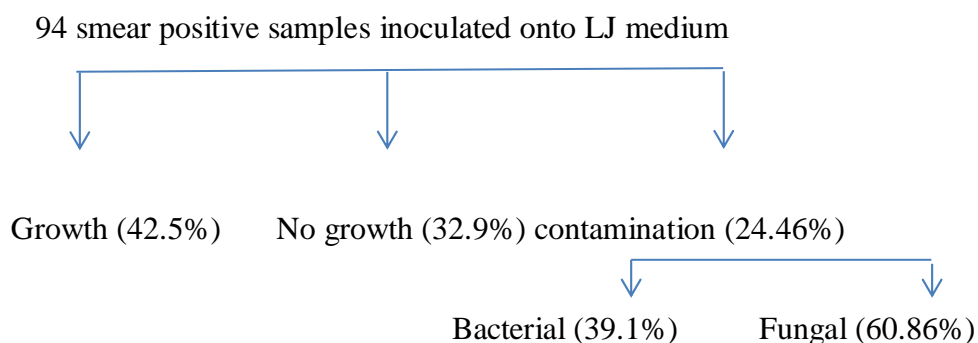 94 smear positive samples inoculated onto LJ medium
Growth (42.5%) No growth (32.9%) contamination (24.46%)
Bacterial (39.1%) Fungal (60.86%)